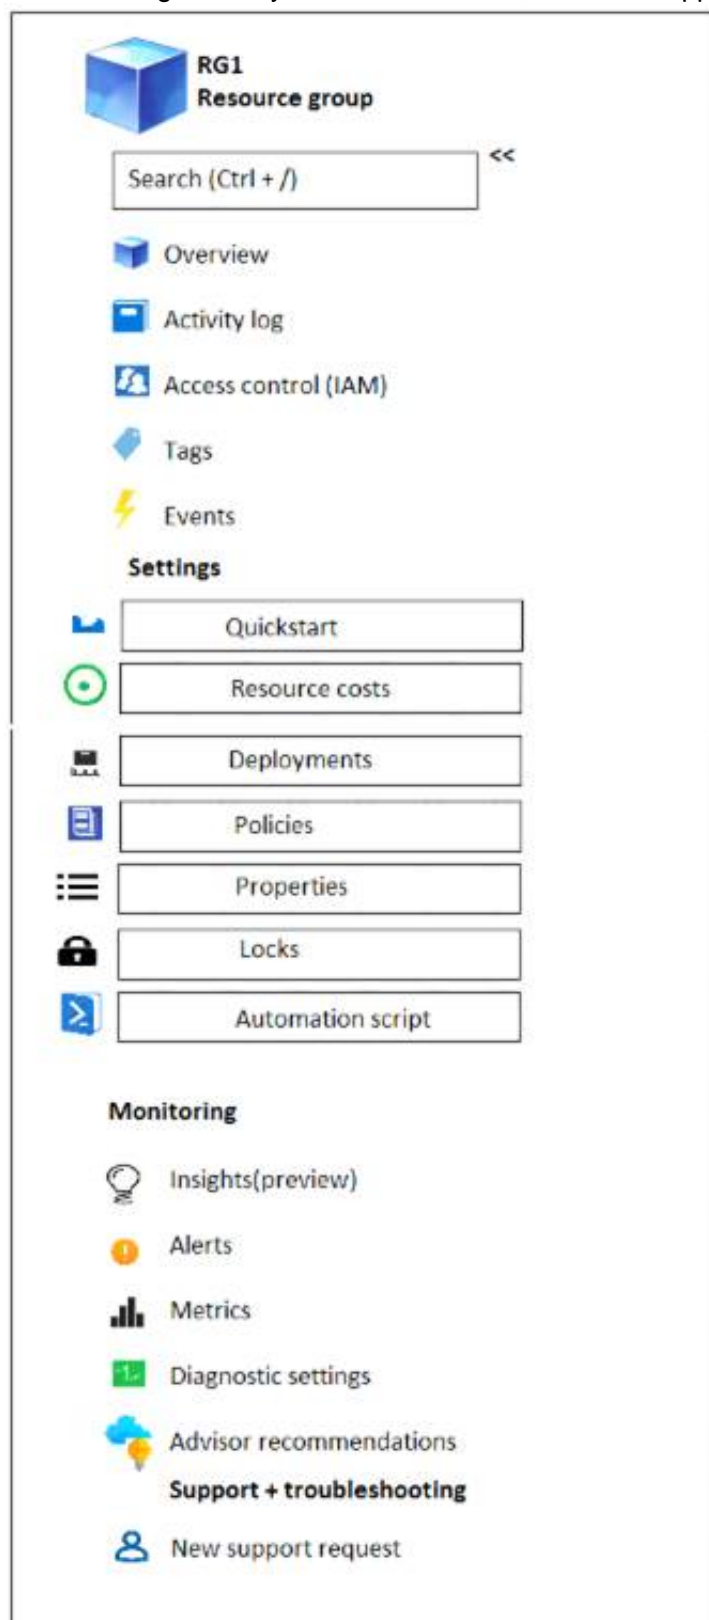 RG1
Resource group
<<
Search (Ctrl + /)
Overview
Activity log
Access control (IAM)
Tags
Events
Settings
Quickstart
Resource costs
Deployments
Policies
Properties
Locks
Automation script
Monitoring
Insights(preview)
Alerts
Metrics
Diagnostic settings
Advisor recommendations
Support + troubleshooting
New support request